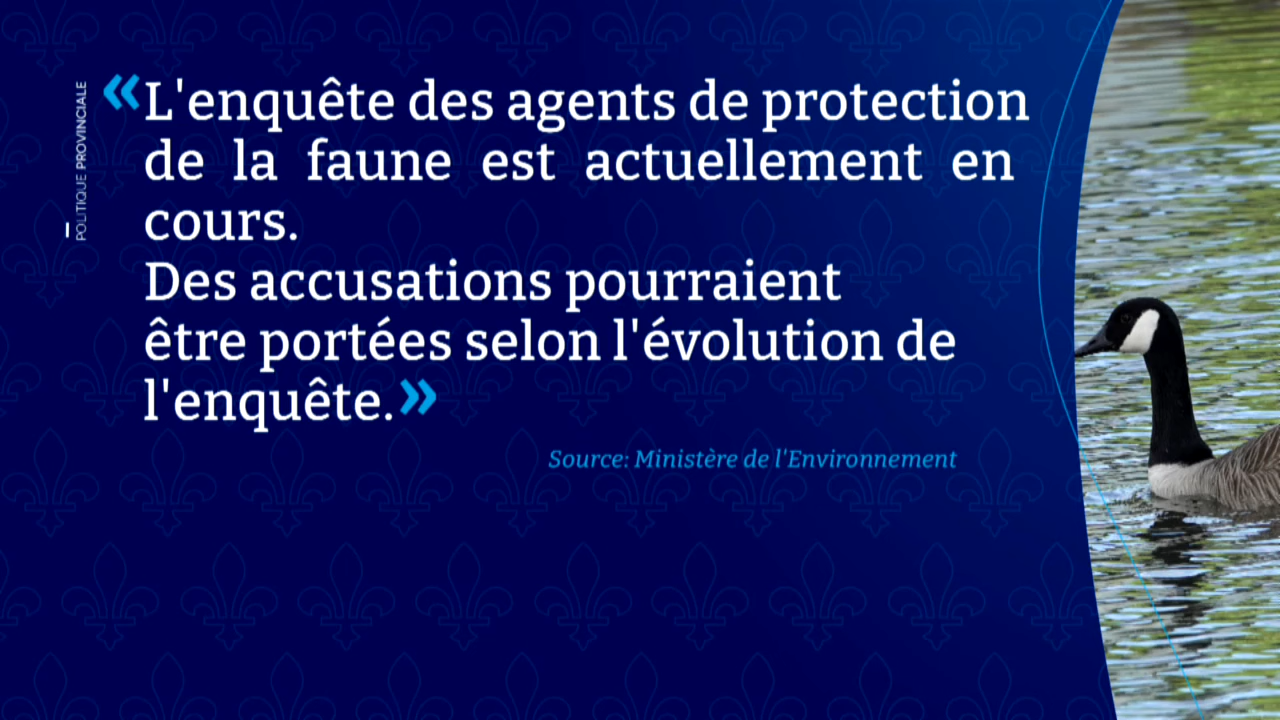 POLITIQUE PROVINCIALE
«L'enquête des agents de protection
de la faune est actuellement en
cours.
Des accusations pourraient
être portées selon l'évolution de
l'enquête.»
Source: Ministère de l'Environnement